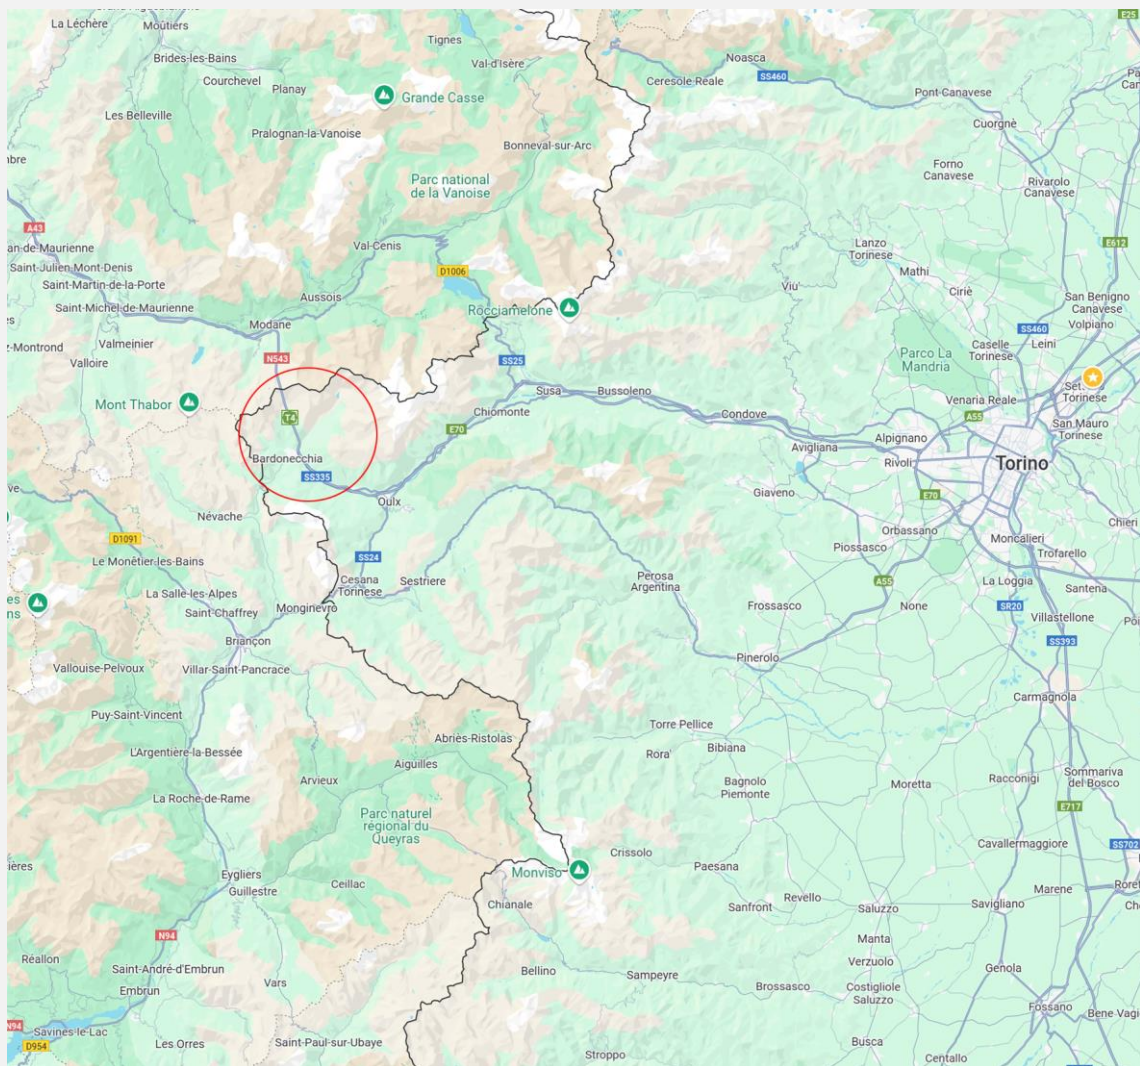 La Léchère
Moûtiers
Tignes
E25
Brides-les-Bains
Val-d'Isère
Noasca
Courchevel
Planay
Ceresole Reale
SS460
Grande Casse
Pont Canavese
Les Belleville
Cuorgnè
Pralognan-la-Vanoise
Bonneval-sur-Arc
Forno
Canavese
Parc national
de la Vanoise
Rivarolo
Canavese
A43
Val-Cenis
Lanzo
Torinese
E612
an-de-Maurienne
Saint-Julien-Mont-Denis
D1006
Mathi
Saint-Martin-de-la-Porte
Viu'
Ciriè
Aussois
San Benigno
Canavese
Saint-Michel-de-Maurienne
Rocciamelone
Modane
SS460
Volpiano
Valmeinier
Caselle
Torinese
Leini
z-Montrond
Valloire
N543
SS25
Parco La
Mandria
Susa
Bussoleno
Torinese
Venaria Reale
Mont Thabor
Chiomonte
T4
Condove
A55
San Mauro
Torinese
E70
Alpignano
Avigliana
Bardonecchia
Rivoli
Torino
SS335
Oulx
Giaveno
E70
Névache
Chieri
Orbassano
D1091
Moncalieri
Piossasco
Trofarello
Le Monêtier-les-Bains
SS24
Cesana
Torinese
Sestriere
Perosa
Argentina
A55
La Loggia
Santena
La Salle-les-Alpes
Saint-Chaffrey
Monginevro
Frossasco
None
SR20
Villastellone
Briançon
SS393
Vallouise-Pelvoux
Villar-Saint-Pancrace
Pinerolo
Carmagnola
Puy-Saint-Vincent
Torre Pellice
Abriès-Ristolas
Rora'
Bibiana
L'Argentière-la-Bessée
Aiguilles
Arvieux
Bagnolo
Piemonte
Moretta
Racconigi
Sommariva
del Bosco
La Roche-de-Rame
Parc naturel
régional du
Queyras
E717
Cavallermaggiore
SS702
Crissolo
Paesana
Eygliers
Ceillac
Monviso
Guillestre
Marene
Revello
Chianale
Sanfront
Saluzzo
Savigliano
N94
Manta
Réallon
Verzuolo
Saint-André-d'Embrun
Bellino
Sampeyre
Genola
Vars
Brossasco
Costigliole
Saluzzo
Embrun
Fossano
N94
Savines-le-Lac
D954
Les Orres
Saint-Paul-sur-Ubaye
Busca
Stroppo
Centallo